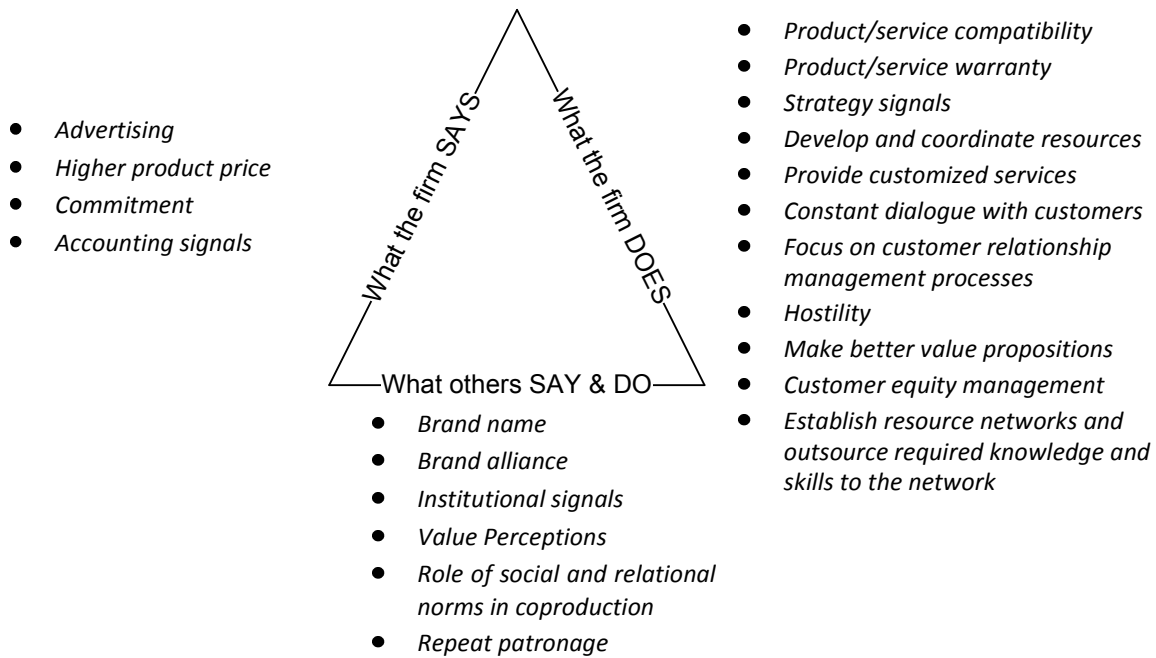 ● Advertising
● Higher product price
● Commitment
● Accounting signals
What the firm SAYS
What the firm DOES
● Product/service compatibility
● Product/service warranty
● Strategy signals
● Develop and coordinate resources
● Provide customized services
● Constant dialogue with customers
● Focus on customer relationship
management processes
● Hostility
● Make better value propositions
● Customer equity management
● Establish resource networks and
outsource required knowledge and
skills to the network
What others SAY & DO
● Brand name
● Brand alliance
● Institutional signals
● Value Perceptions
● Role of social and relational
norms in coproduction
● Repeat patronage